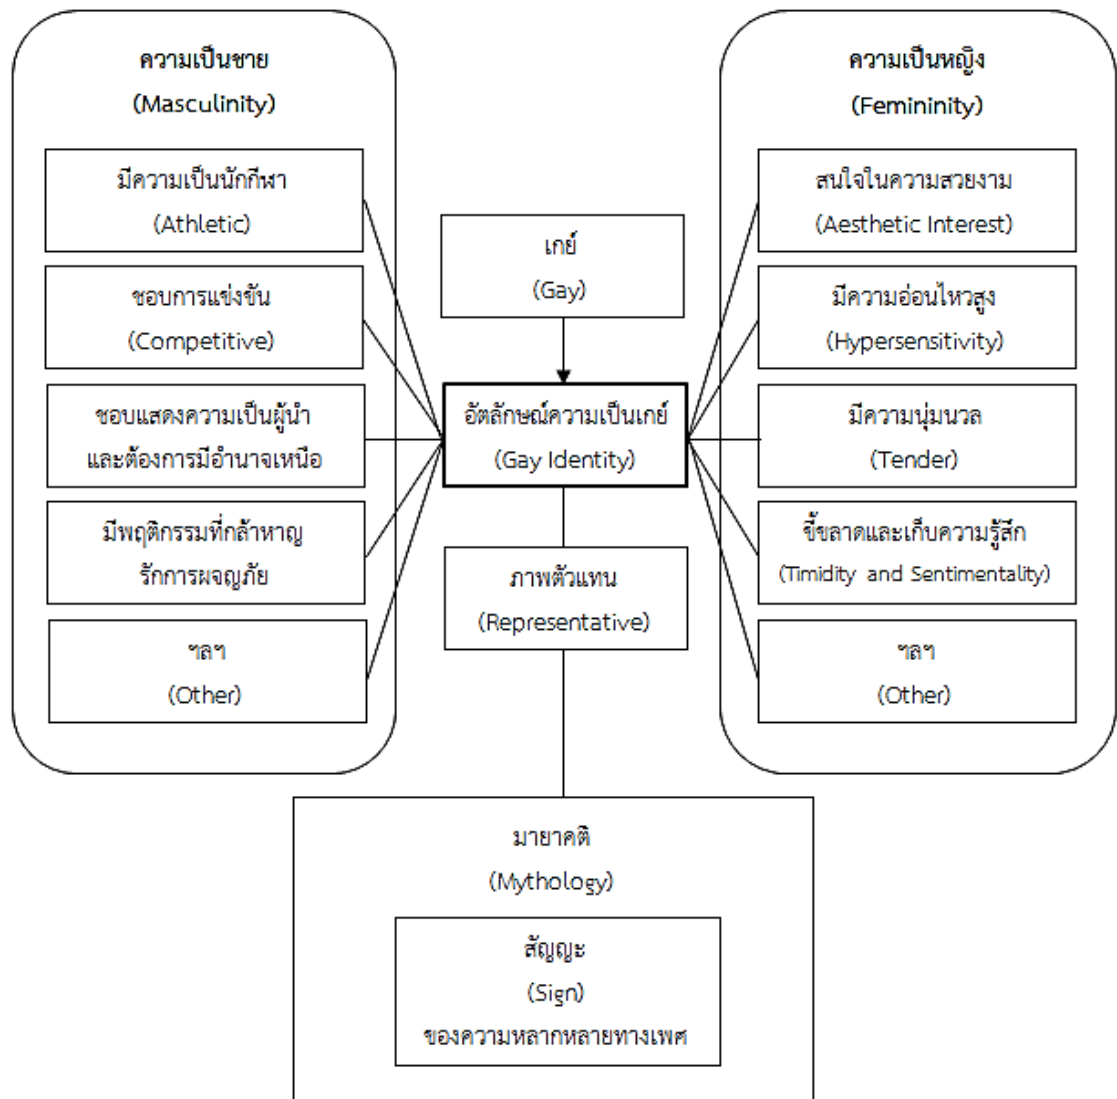 ความเป็นชาย
(Masculinity)
มีความเป็นนักกีฬา
(Athletic)
ชอบการแข่งขัน
(Competitive)
ชอบแสดงความเป็นผู้นำ
และต้องการมีอำนาจเหนือ
มีพฤติกรรมที่กล้าหาญ
รักการผจญภัย
ฯลฯ
(Other)
เกย์
(Gay)
อัตลักษณ์ความเป็นเกย์
(Gay Identity)
ภาพตัวแทน
(Representative)
ความเป็นหญิง
(Femininity)
สนใจในความสวยงาม
(Aesthetic Interest)
มีความอ่อนไหวสูง
(Hypersensitivity)
มีความนุ่มนวล
(Tender)
ขี้ขลาดและเก็บความรู้สึก
(Timidity and Sentimentality)
ฯลฯ
(Other)
มายาคติ
(Mythology)
สัญญะ
(Sign)
ของความหลากหลายทางเพศ